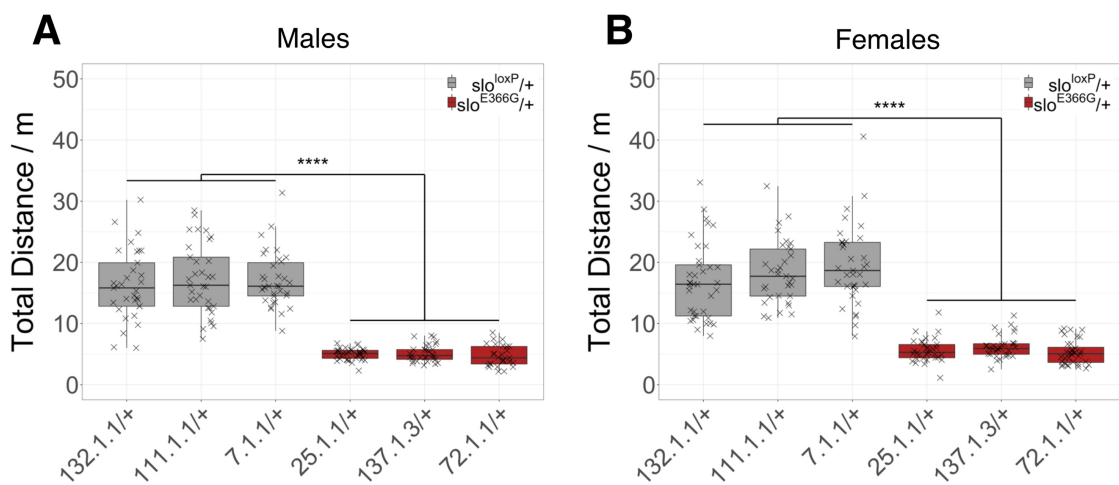 A
Males
Total Distance / m
50
40
30
20
10
0
slo^loxP/+
slo^E366G/+
****
132.1.1/+
111.1.1/+
7.1.1/+
25.1.1/+
137.1.3/+
72.1.1/+
B
Females
Total Distance / m
50
40
30
20
10
0
slo^loxP/+
slo^E366G/+
****
132.1.1/+
111.1.1/+
7.1.1/+
25.1.1/+
137.1.3/+
72.1.1/+